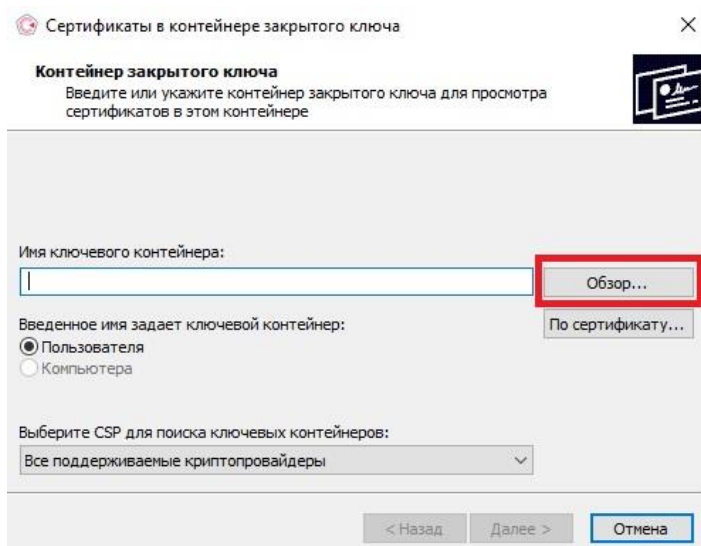 Сертификаты в контейнере закрытого ключа
Контейнер закрытого ключа
Введите или укажите контейнер закрытого ключа для просмотра
сертификатов в этом контейнере
Имя ключевого контейнера:
Обзор...
Введенное имя задает ключевой контейнер:
По сертификату...
Пользователя
Компьютера
Выберите CSP для поиска ключевых контейнеров:
Все поддерживаемые криптопровайдеры
< Назад
Далее >
Отмена